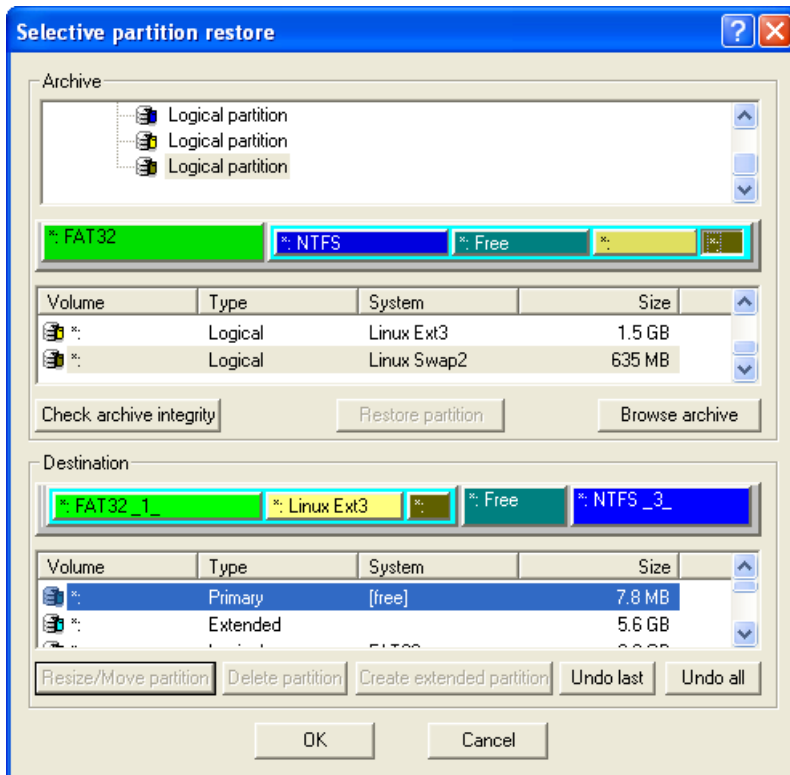 Selective partition restore
Archive
Logical partition
Logical partition
Logical partition
*: FAT32 *: NTFS *: Free *: *:
Volume Type System Size
*: Logical Linux Ext3 1.5 GB
*: Logical Linux Swap2 635 MB
Check archive integrity Restore partition Browse archive
Destination
*: FAT32 _1_ *: Linux Ext3 *: *: Free *: NTFS _3_
Volume Type System Size
*: Primary [free] 7.8 MB
*: Extended 5.6 GB
Resize/Move partition Delete partition Create extended partition Undo last Undo all
OK Cancel